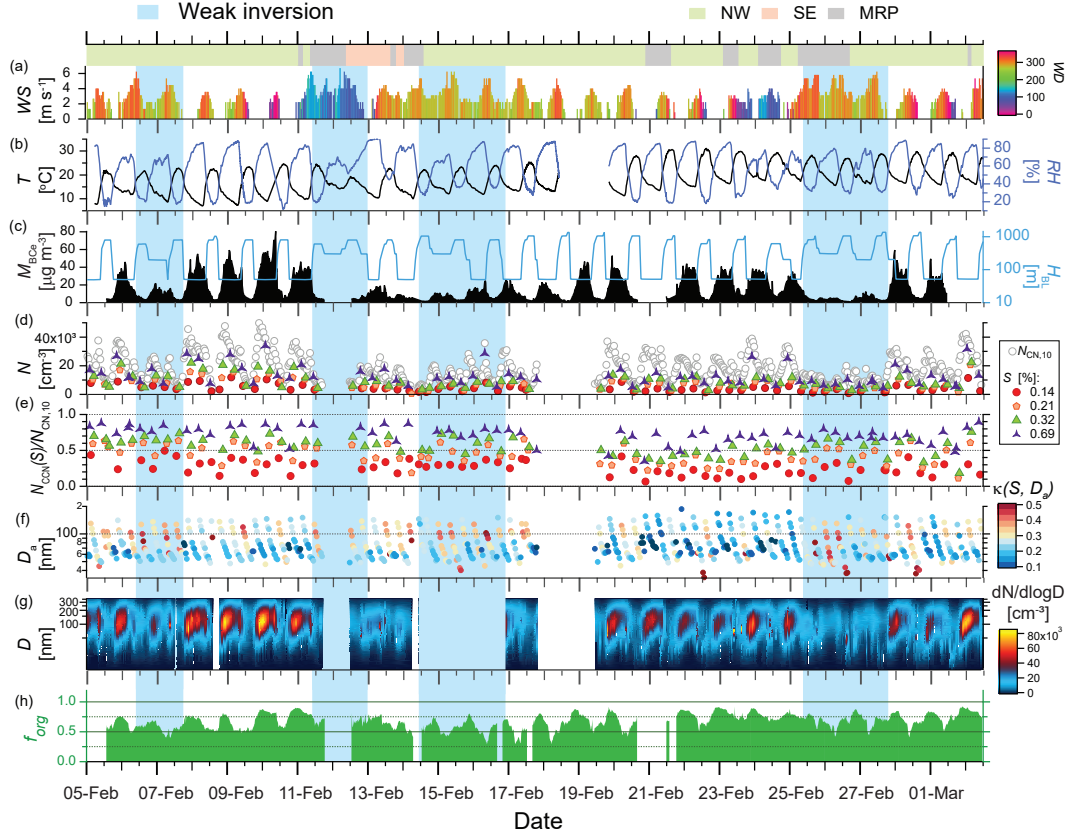 Weak inversion NW SE MRP
(a)
WS
[m s⁻¹]
6
4
2
0
300
200
100
0
WD
(b)
T
[ºC]
30
20
10
80
60
40
20
RH
[%]
(c)
M_BCe
[µg m⁻³]
80
60
40
20
0
1000
100
10
H_BL
[m]
(d)
N
[cm⁻³]
40x10³
20
0
N_CN,10
S [%]:
0.14
0.21
0.32
0.69
(e)
N_CCN(S)/N_CN,10
1.0
0.5
0.0
κ(S, D_a)
0.5
0.4
0.3
0.2
0.1
(f)
D_a
[nm]
2
100
8
6
4
dN/dlogD
[cm⁻³]
80x10³
60
40
20
0
(g)
D
[nm]
300
200
100
(h)
f_org
1.0
0.5
0.0
05-Feb 07-Feb 09-Feb 11-Feb 13-Feb 15-Feb 17-Feb 19-Feb 21-Feb 23-Feb 25-Feb 27-Feb 01-Mar
Date